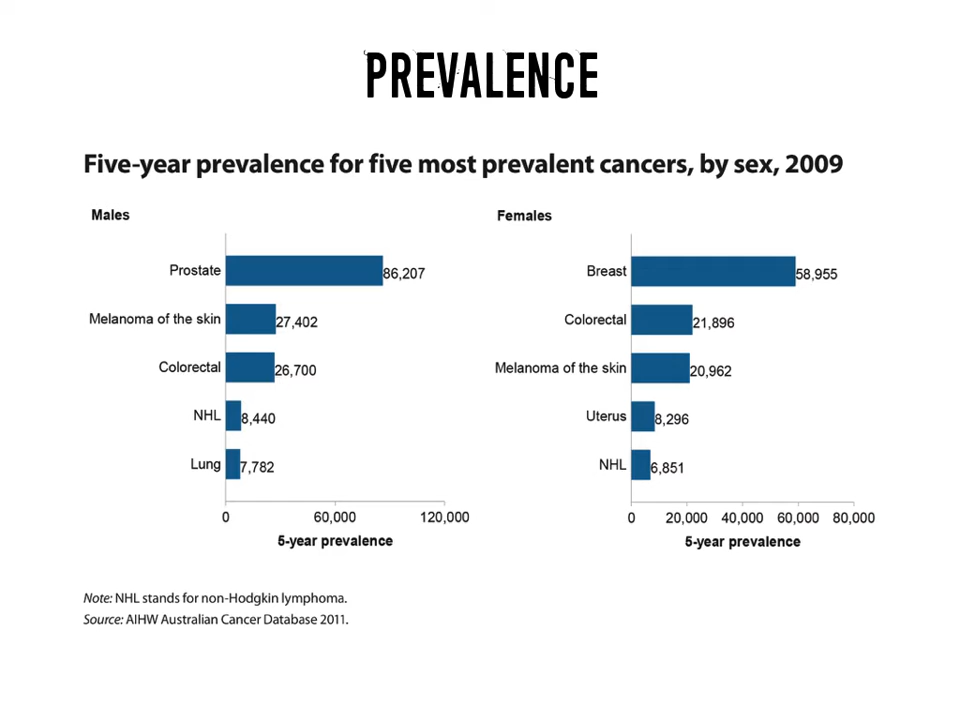 PREVALENCE
Five-year prevalence for five most prevalent cancers, by sex, 2009
Males
Prostate 86,207
Melanoma of the skin 27,402
Colorectal 26,700
NHL 8,440
Lung 7,782
0 60,000 120,000
5-year prevalence
Females
Breast 58,955
Colorectal 21,896
Melanoma of the skin 20,962
Uterus 8,296
NHL 6,851
0 20,000 40,000 60,000 80,000
5-year prevalence
Note: NHL stands for non-Hodgkin lymphoma.
Source: AIHW Australian Cancer Database 2011.